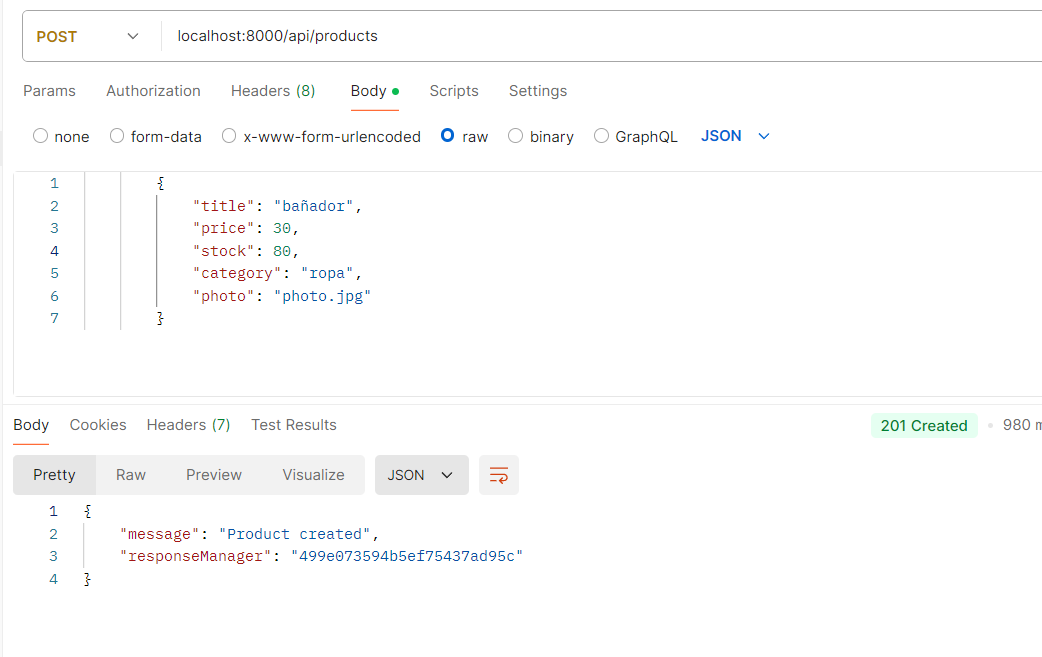 POST localhost:8000/api/products
Params Authorization Headers (8) Body Scripts Settings
none form-data x-www-form-urlencoded raw binary GraphQL JSON
1 {
2 "title": "bañador",
3 "price": 30,
4 "stock": 80,
5 "category": "ropa",
6 "photo": "photo.jpg"
7 }
Body Cookies Headers (7) Test Results 201 Created 980 m
Pretty Raw Preview Visualize JSON
1 {
2 "message": "Product created",
3 "responseManager": "499e073594b5ef75437ad95c"
4 }